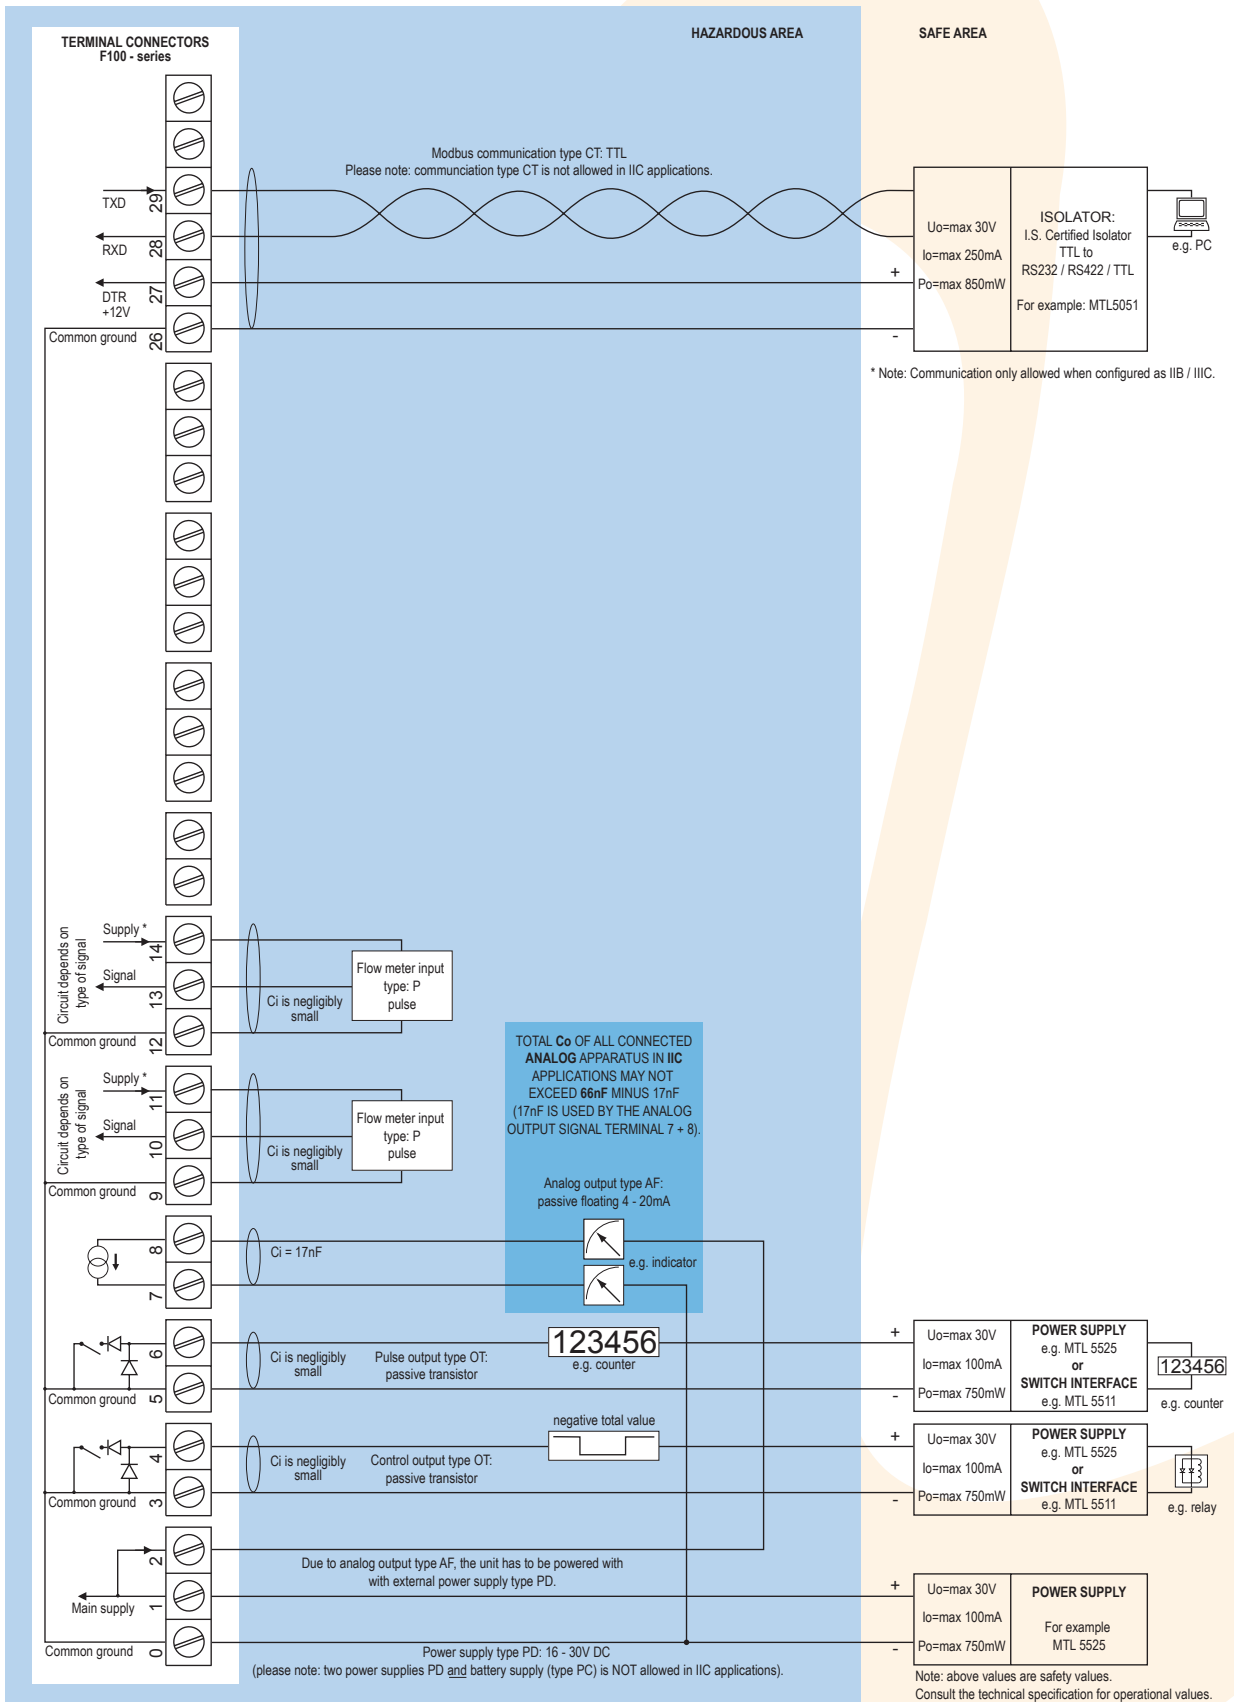 TERMINAL CONNECTORS
F100 - series
HAZARDOUS AREA
SAFE AREA
Modbus communication type CT: TTL
Please note: communciation type CT is not allowed in IIC applications.
TXD
29
RXD
28
DTR
+12V
27
Common ground
26
+
-
Uo=max 30V
Io=max 250mA
Po=max 850mW
ISOLATOR:
I.S. Certified Isolator
TTL to
RS232 / RS422 / TTL
For example: MTL5051
e.g. PC
* Note: Communication only allowed when configured as IIB / IIIC.
Circuit depends on
type of signal
Supply *
14
Signal
13
Common ground
12
Ci is negligibly
small
Flow meter input
type: P
pulse
Circuit depends on
type of signal
Supply *
11
Signal
10
Common ground
9
Ci is negligibly
small
Flow meter input
type: P
pulse
TOTAL Co OF ALL CONNECTED
ANALOG APPARATUS IN IIC
APPLICATIONS MAY NOT
EXCEED 66nF MINUS 17nF
(17nF IS USED BY THE ANALOG
OUTPUT SIGNAL TERMINAL 7 + 8).
Analog output type AF:
passive floating 4 - 20mA
8
7
Ci = 17nF
e.g. indicator
6
Common ground
5
Ci is negligibly
small
Pulse output type OT:
passive transistor
123456
e.g. counter
+
-
Uo=max 30V
Io=max 100mA
Po=max 750mW
POWER SUPPLY
e.g. MTL 5525
or
SWITCH INTERFACE
e.g. MTL 5511
123456
e.g. counter
4
Common ground
3
Ci is negligibly
small
Control output type OT:
passive transistor
negative total value
+
-
Uo=max 30V
Io=max 100mA
Po=max 750mW
POWER SUPPLY
e.g. MTL 5525
or
SWITCH INTERFACE
e.g. MTL 5511
e.g. relay
2
Main supply
1
Common ground
0
Due to analog output type AF, the unit has to be powered with
with external power supply type PD.
Power supply type PD: 16 - 30V DC
(please note: two power supplies PD and battery supply (type PC) is NOT allowed in IIC applications).
+
-
Uo=max 30V
Io=max 100mA
Po=max 750mW
POWER SUPPLY
For example
MTL 5525
Note: above values are safety values.
Consult the technical specification for operational values.